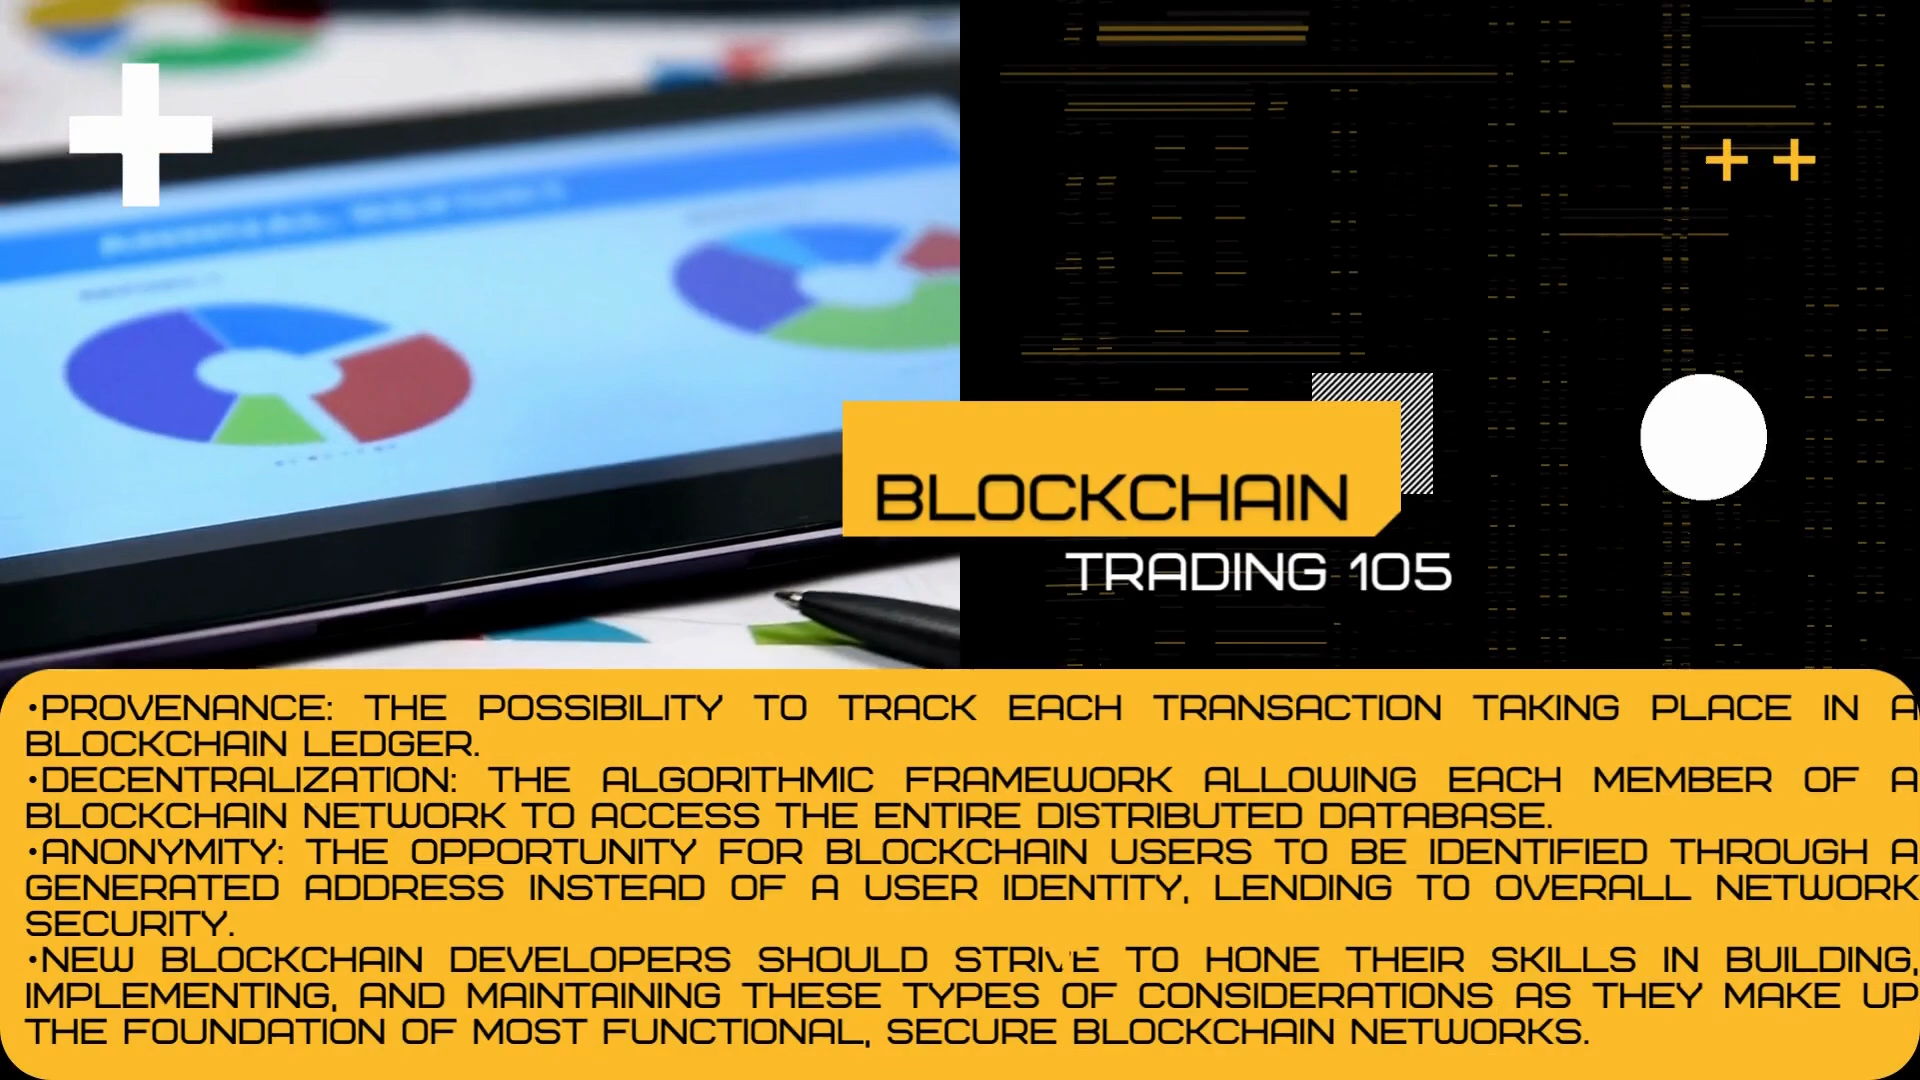 BLOCKCHAIN
TRADING 105
•PROVENANCE: THE POSSIBILITY TO TRACK EACH TRANSACTION TAKING PLACE IN A
BLOCKCHAIN LEDGER.
•DECENTRALIZATION: THE ALGORITHMIC FRAMEWORK ALLOWING EACH MEMBER OF A
BLOCKCHAIN NETWORK TO ACCESS THE ENTIRE DISTRIBUTED DATABASE.
•ANONYMITY: THE OPPORTUNITY FOR BLOCKCHAIN USERS TO BE IDENTIFIED THROUGH A
GENERATED ADDRESS INSTEAD OF A USER IDENTITY, LENDING TO OVERALL NETWORK
SECURITY.
•NEW BLOCKCHAIN DEVELOPERS SHOULD STRIVE TO HONE THEIR SKILLS IN BUILDING,
IMPLEMENTING, AND MAINTAINING THESE TYPES OF CONSIDERATIONS AS THEY MAKE UP
THE FOUNDATION OF MOST FUNCTIONAL, SECURE BLOCKCHAIN NETWORKS.